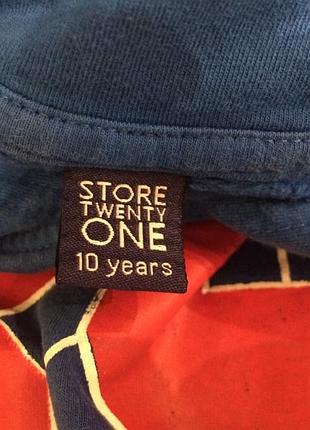 STORE
TWENTY
ONE
10 years